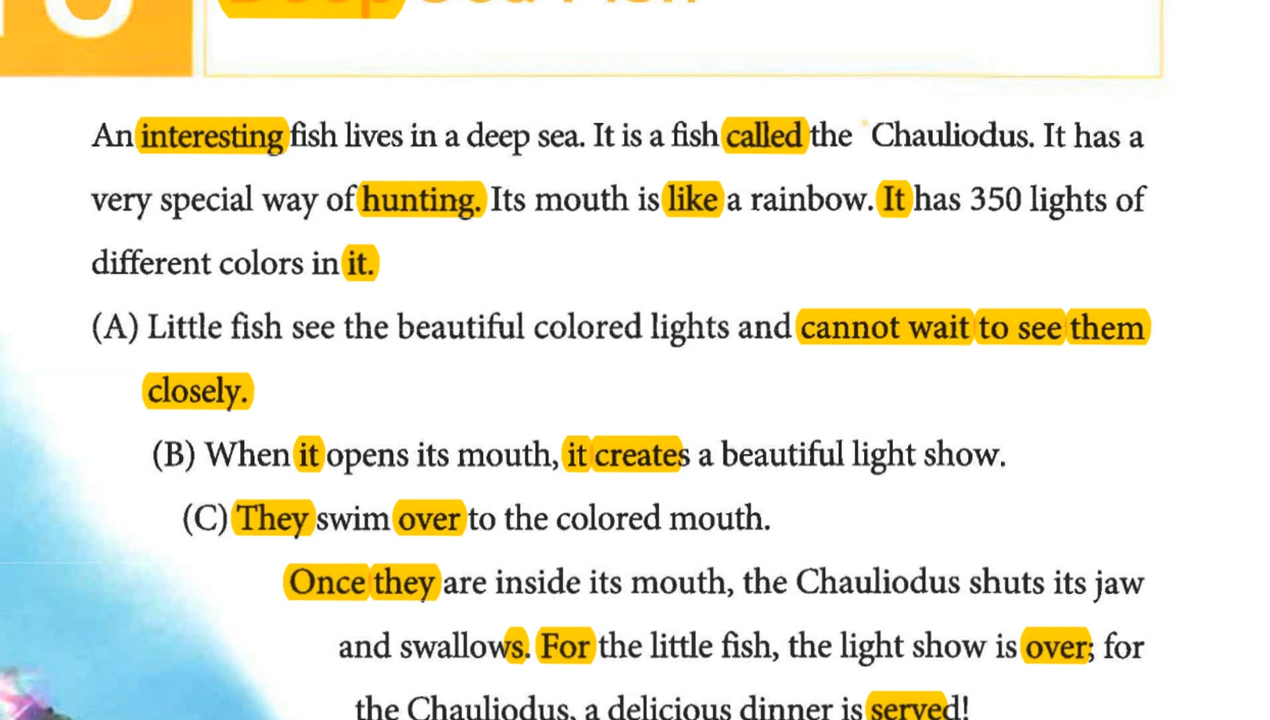 Deep Sea Fish
An interesting fish lives in a deep sea. It is a fish called the Chauliodus. It has a
very special way of hunting. Its mouth is like a rainbow. It has 350 lights of
different colors in it.
(A) Little fish see the beautiful colored lights and cannot wait to see them
closely.
(B) When it opens its mouth, it creates a beautiful light show.
(C) They swim over to the colored mouth.
Once they are inside its mouth, the Chauliodus shuts its jaw
and swallows. For the little fish, the light show is over; for
the Chauliodus, a delicious dinner is served!